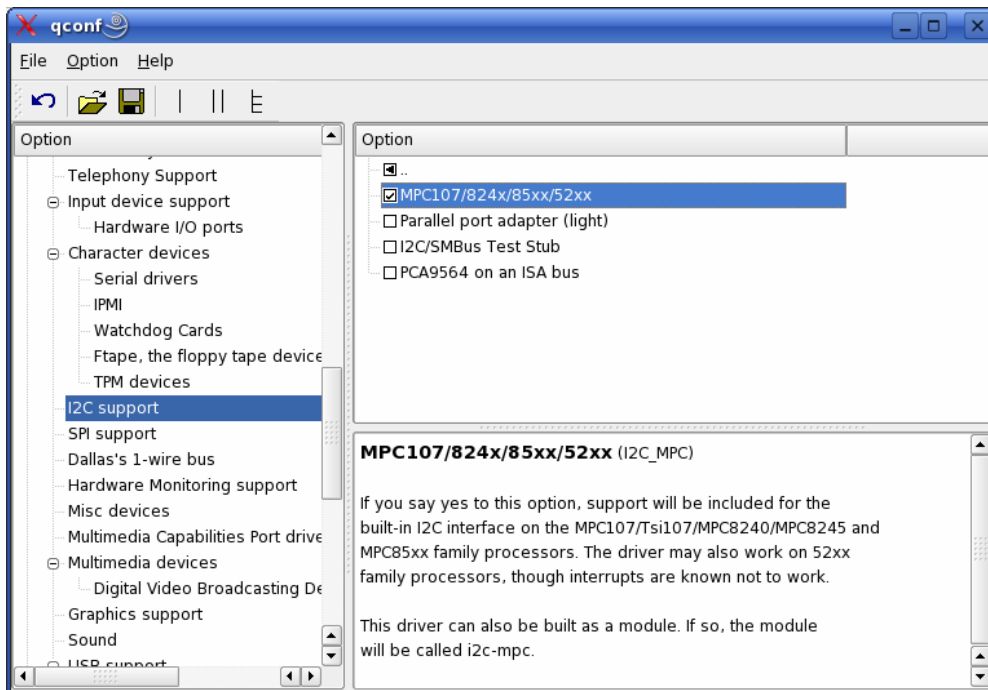 qconf
File Option Help
Option
Telephony Support
Input device support
Hardware I/O ports
Character devices
Serial drivers
IPMI
Watchdog Cards
Ftape, the floppy tape device
TPM devices
I2C support
SPI support
Dallas's 1-wire bus
Hardware Monitoring support
Misc devices
Multimedia Capabilities Port drive
Multimedia devices
Digital Video Broadcasting De
Graphics support
Sound
USB support
Option
..
MPC107/824x/85xx/52xx
Parallel port adapter (light)
I2C/SMBus Test Stub
PCA9564 on an ISA bus
MPC107/824x/85xx/52xx (I2C_MPC)
If you say yes to this option, support will be included for the
built-in I2C interface on the MPC107/Tsi107/MPC8240/MPC8245 and
MPC85xx family processors. The driver may also work on 52xx
family processors, though interrupts are known not to work.
This driver can also be built as a module. If so, the module
will be called i2c-mpc.